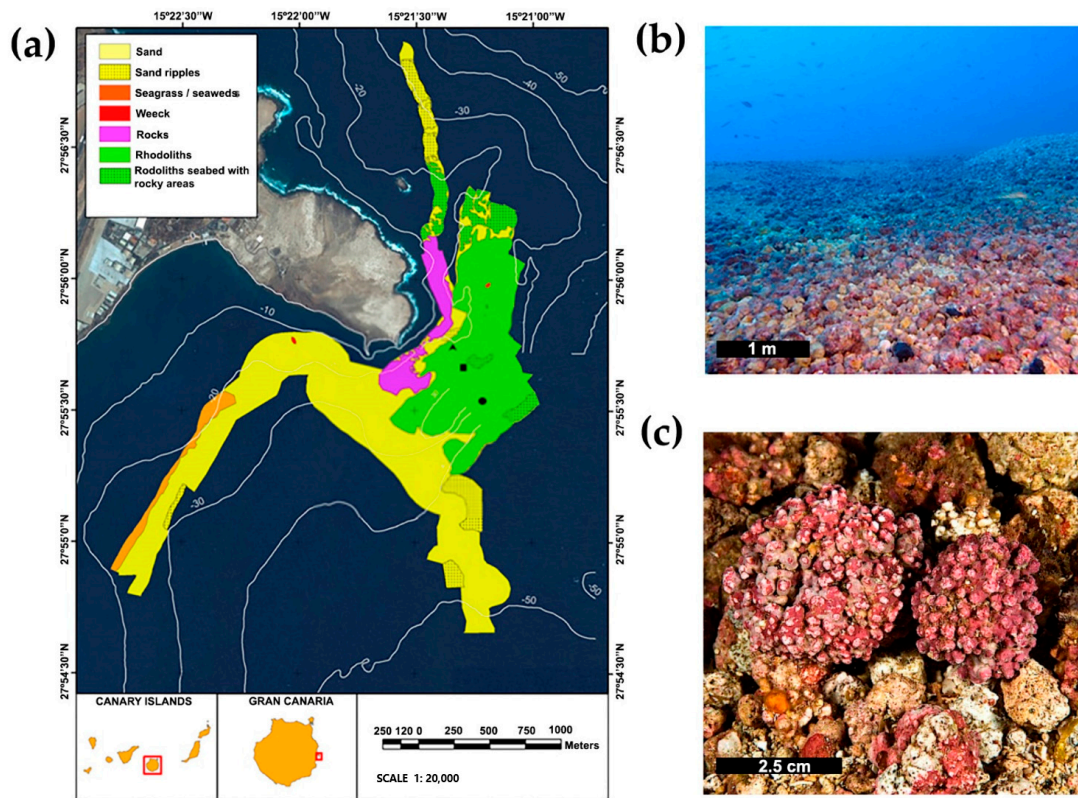 (a)
15°22'30"W 15°22'00"W 15°21'30"W 15°21'00"W
Sand
Sand ripples
Seagrass / seaweds
Weeck
Rocks
Rhodoliths
Rodoliths seabed with
rocky areas
27°56'30"N
27°56'00"N
27°55'30"N
27°55'0"N
27°54'30"N
27°56'30"N
27°56'00"N
27°55'30"N
27°55'0"N
27°54'30"N
-50
-40
-20
-30
-10
-20
-30
-50
-50
CANARY ISLANDS
GRAN CANARIA
250 120 0 250 500 750 1000
Meters
SCALE 1: 20,000
(b)
1 m
(c)
2.5 cm